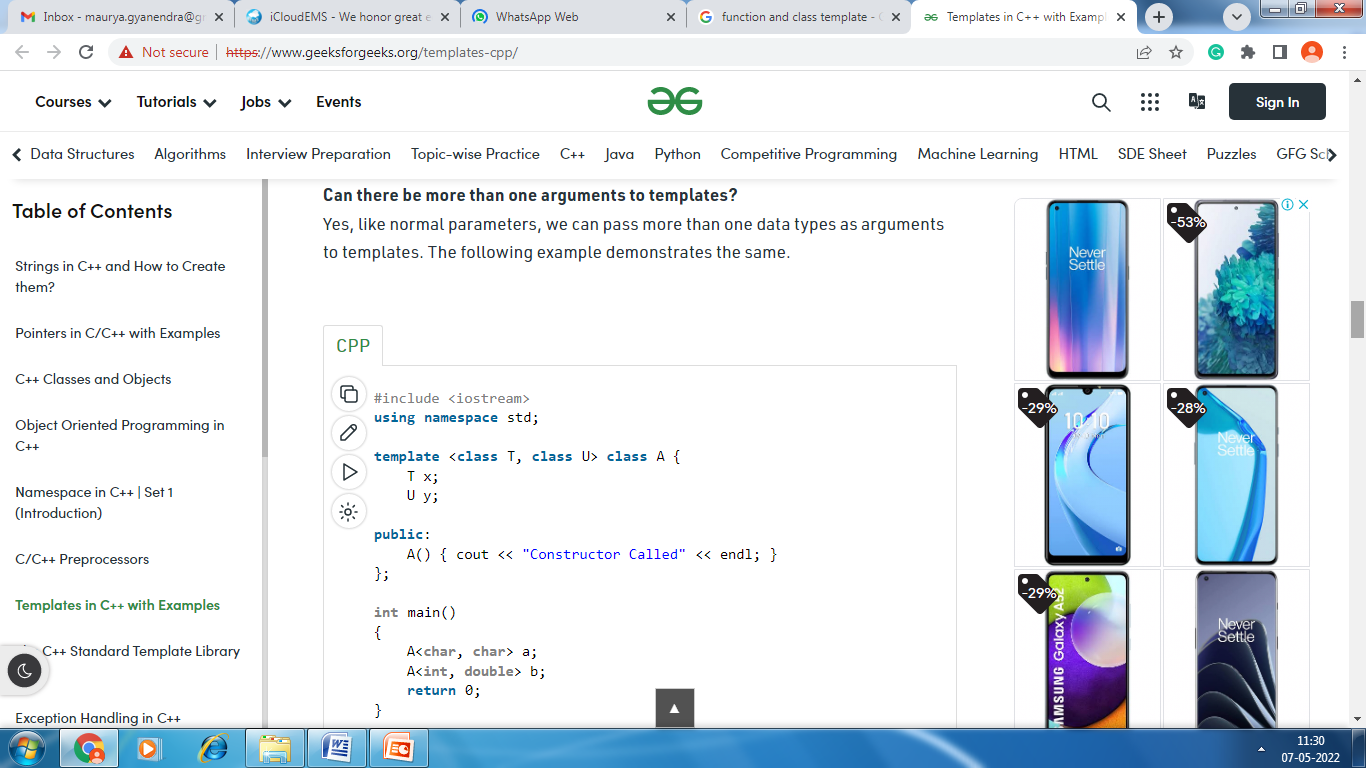 Inbox - maurya.gyanendra@g
iCloudEMS - We honor great e
WhatsApp Web
function and class template - G
Templates in C++ with Exampl
Not secure
https://www.geeksforgeeks.org/templates-cpp/
Courses
Tutorials
Jobs
Events
Sign In
Data Structures
Algorithms
Interview Preparation
Topic-wise Practice
C++
Java
Python
Competitive Programming
Machine Learning
HTML
SDE Sheet
Puzzles
GFG Sc
Table of Contents
Strings in C++ and How to Create
them?
Pointers in C/C++ with Examples
C++ Classes and Objects
Object Oriented Programming in
C++
Namespace in C++ | Set 1
(Introduction)
C/C++ Preprocessors
Templates in C++ with Examples
C++ Standard Template Library
Exception Handling in C++
Can there be more than one arguments to templates?
Yes, like normal parameters, we can pass more than one data types as arguments
to templates. The following example demonstrates the same.
CPP
#include <iostream>
using namespace std;
template <class T, class U> class A {
T x;
U y;
public:
A() { cout << "Constructor Called" << endl; }
};
int main()
{
A<char, char> a;
A<int, double> b;
return 0;
}
Never
Settle
-53%
-29%
10:10
-28%
Never
Settle
-29%
SAMSUNG Galaxy A52
Never
Settle
11:30
07-05-2022